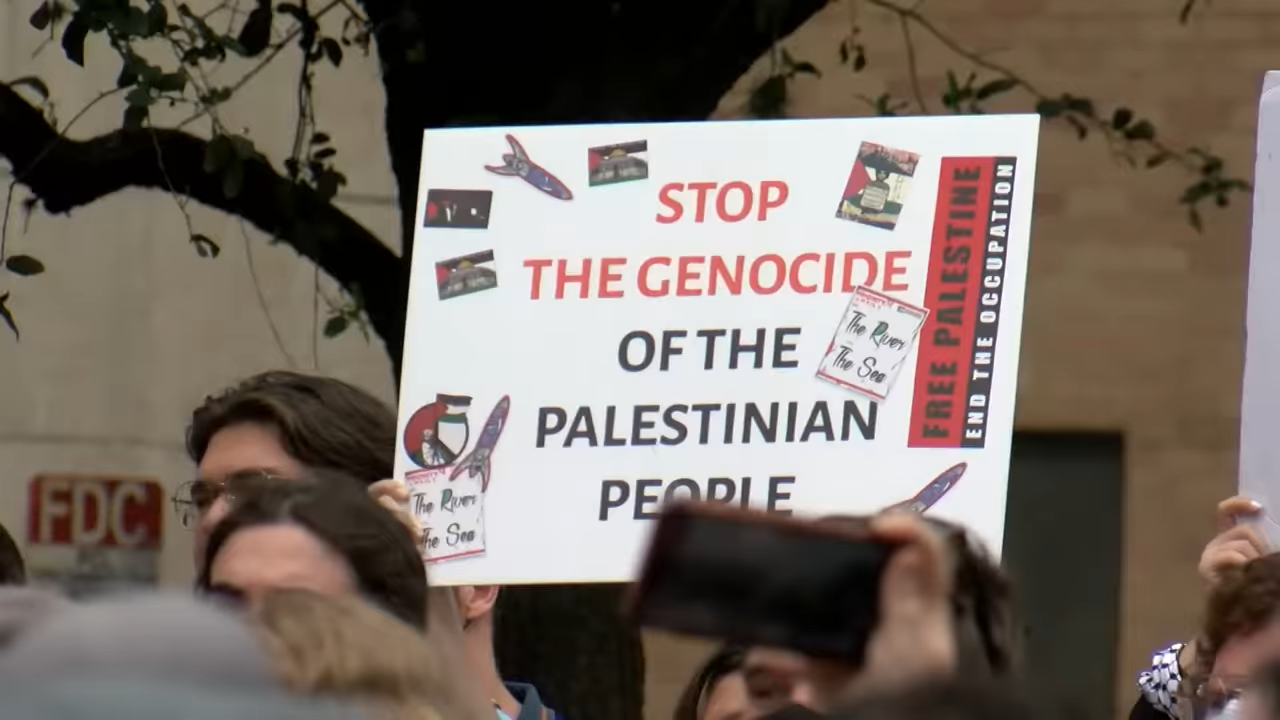 STOP
THE GENOCIDE
OF THE
PALESTINIAN
PEOPLE
FREE PALESTINE
END THE OCCUPATION
The River
The Sea
The River
The Sea
FDC